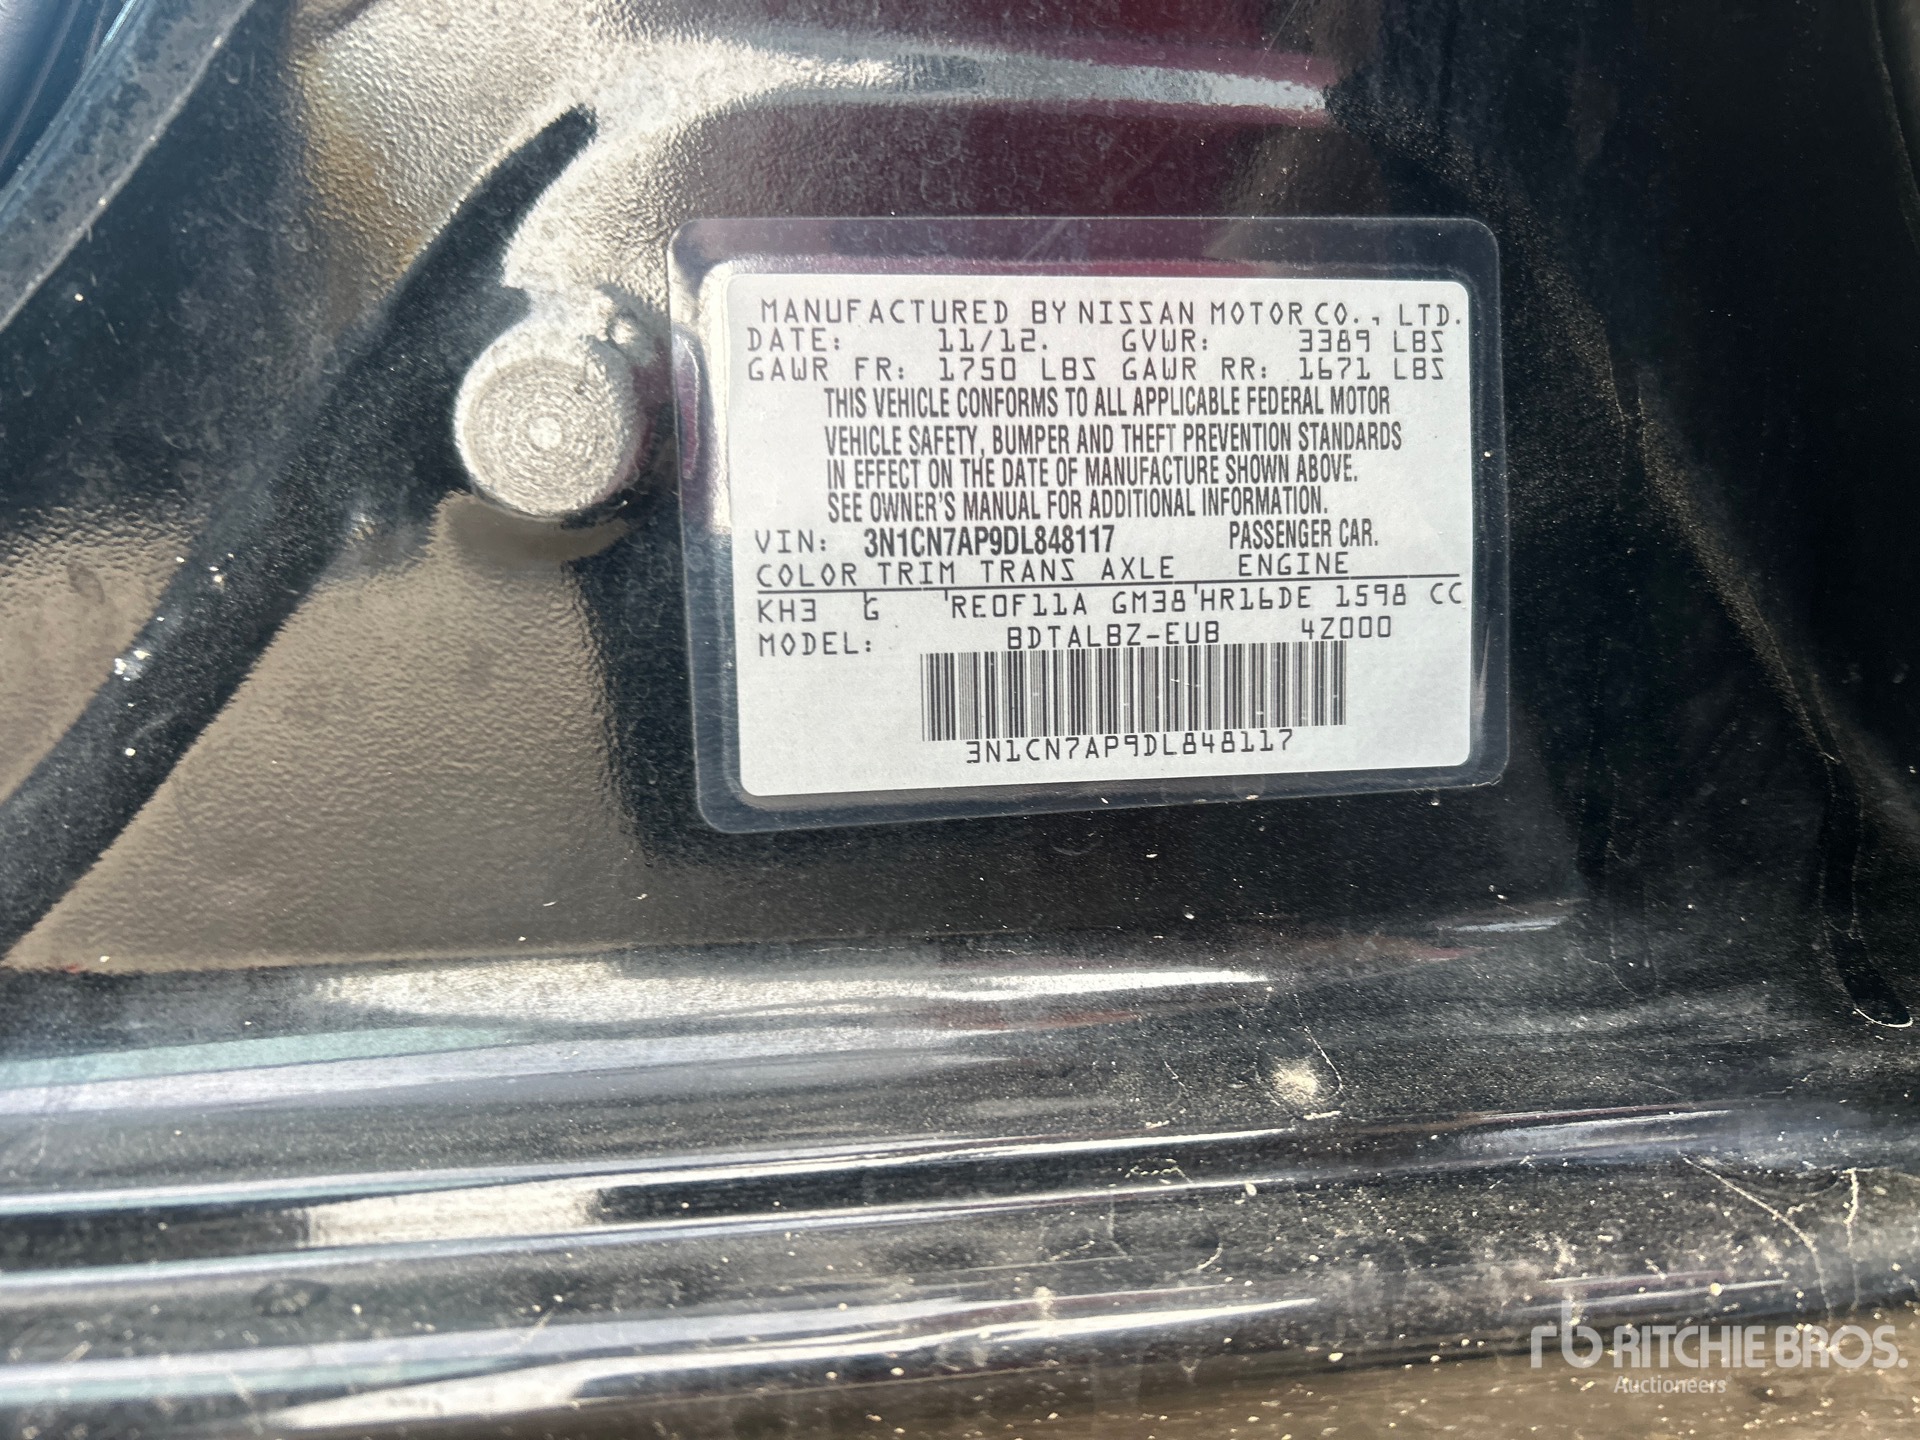 MANUFACTURED BY NISSAN MOTOR CO., LTD.
DATE: 11/12. GVWR: 3389 LBS
GAWR FR: 1750 LBS GAWR RR: 1671 LBS
THIS VEHICLE CONFORMS TO ALL APPLICABLE FEDERAL MOTOR
VEHICLE SAFETY, BUMPER AND THEFT PREVENTION STANDARDS
IN EFFECT ON THE DATE OF MANUFACTURE SHOWN ABOVE.
SEE OWNER'S MANUAL FOR ADDITIONAL INFORMATION.
VIN: 3N1CN7AP9DL848117 PASSENGER CAR.
COLOR TRIM TRANS AXLE ENGINE
KH3 G RE0F11A GM38 HR16DE 1598 CC
MODEL: BDTALBZ-EUB 4Z000
3N1CN7AP9DL848117
rb RITCHIE BROS.
Auctioneers